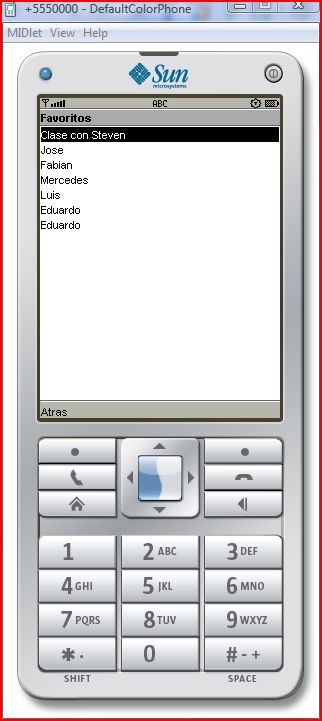 +5550000 - DefaultColorPhone
MIDlet View Help
Sun
microsystems
ABC
Favoritos
Clase con Steven
Jose
Fabian
Mercedes
Luis
Eduardo
Eduardo
Atras
1 2 ABC 3 DEF
4 GHI 5 JKL 6 MNO
7 PQRS 8 TUV 9 WXYZ
* . 0 # - +
SHIFT SPACE